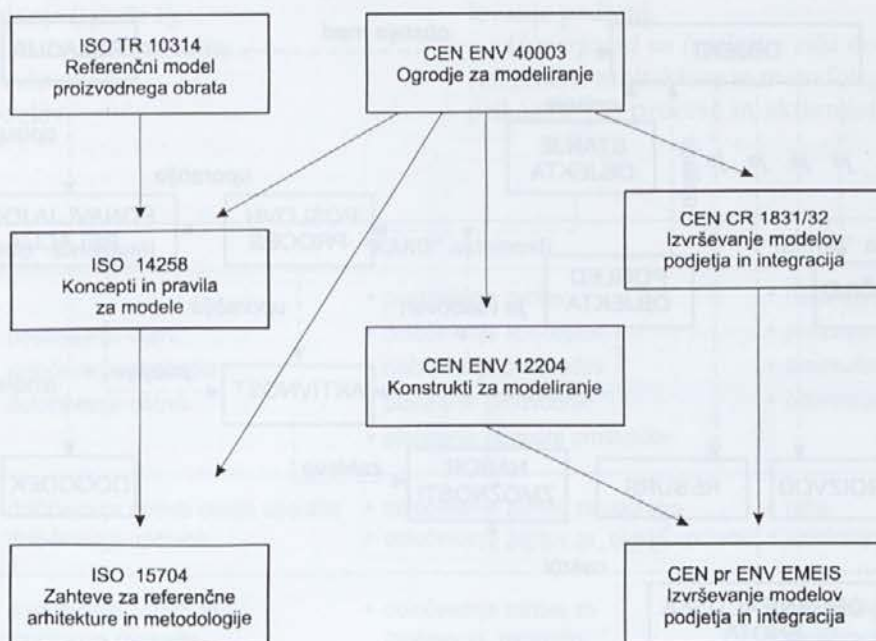 ISO TR 10314
Referenčni model
proizvodnega obrata
CEN ENV 40003
Ogrodje za modeliranje
CEN CR 1831/32
Izvrševanje modelov
podjetja in integracija
ISO 14258
Koncepti in pravila
za modele
CEN ENV 12204
Konstrukti za modeliranje
ISO 15704
Zahteve za referenčne
arhitekture in metodologije
CEN pr ENV EMEIS
Izvrševanje modelov
podjetja in integracija